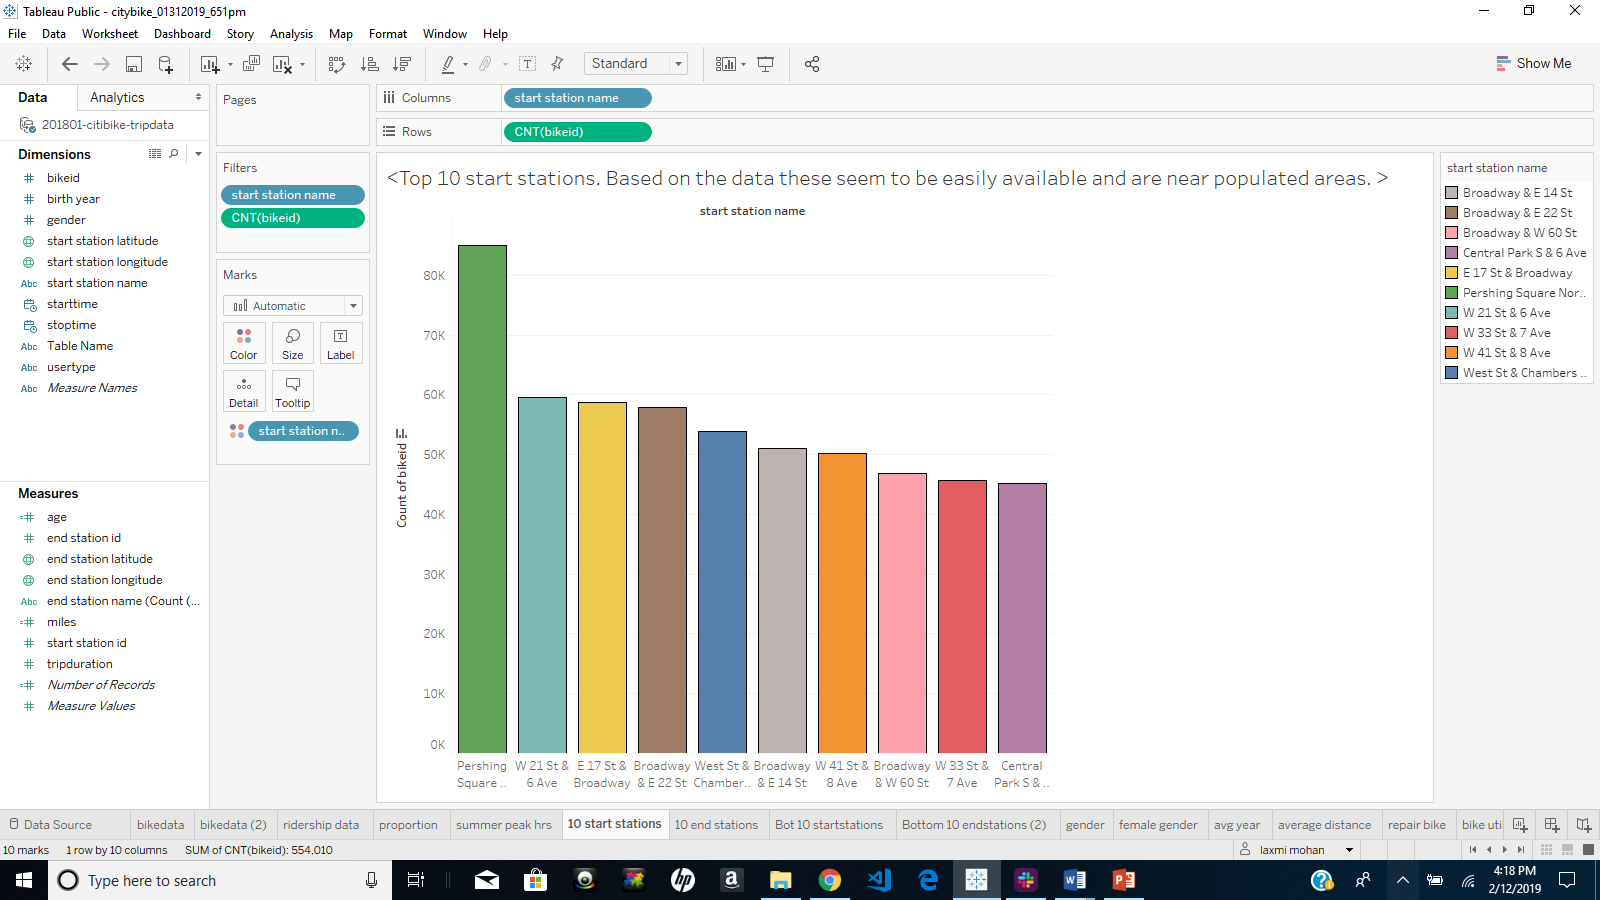 Tableau Public - citybike_01312019_651pm
File Data Worksheet Dashboard Story Analysis Map Format Window Help
Standard
Show Me
Data Analytics
201801-citibike-tripdata
Dimensions
bikeid
birth year
gender
start station latitude
start station longitude
Abc start station name
starttime
stoptime
Abc Table Name
Abc usertype
Abc Measure Names
Measures
age
end station id
end station latitude
end station longitude
Abc end station name (Count (...
miles
start station id
tripduration
Number of Records
Measure Values
Pages
Filters
start station name
CNT(bikeid)
Marks
Automatic
Color Size Label
Detail Tooltip
start station n..
Columns start station name
Rows CNT(bikeid)
<Top 10 start stations. Based on the data these seem to be easily available and are near populated areas. >
start station name
Count of bikeid
80K
70K
60K
50K
40K
30K
20K
10K
0K
Pershing Square ..
W 21 St & 6 Ave
E 17 St & Broadway
Broadway & E 22 St
West St & Chamber..
Broadway & E 14 St
W 41 St & 8 Ave
Broadway & W 60 St
W 33 St & 7 Ave
Central Park S & ..
start station name
Broadway & E 14 St
Broadway & E 22 St
Broadway & W 60 St
Central Park S & 6 Ave
E 17 St & Broadway
Pershing Square Nor..
W 21 St & 6 Ave
W 33 St & 7 Ave
W 41 St & 8 Ave
West St & Chambers ..
Data Source bikedata bikedata (2) ridership data proportion summer peak hrs 10 start stations 10 end stations Bot 10 startstations Bottom 10 endstations (2) gender female gender avg year average distance repair bike bike uti
10 marks 1 row by 10 columns SUM of CNT(bikeid): 554,010
laxmi mohan
Type here to search
4:18 PM
2/12/2019